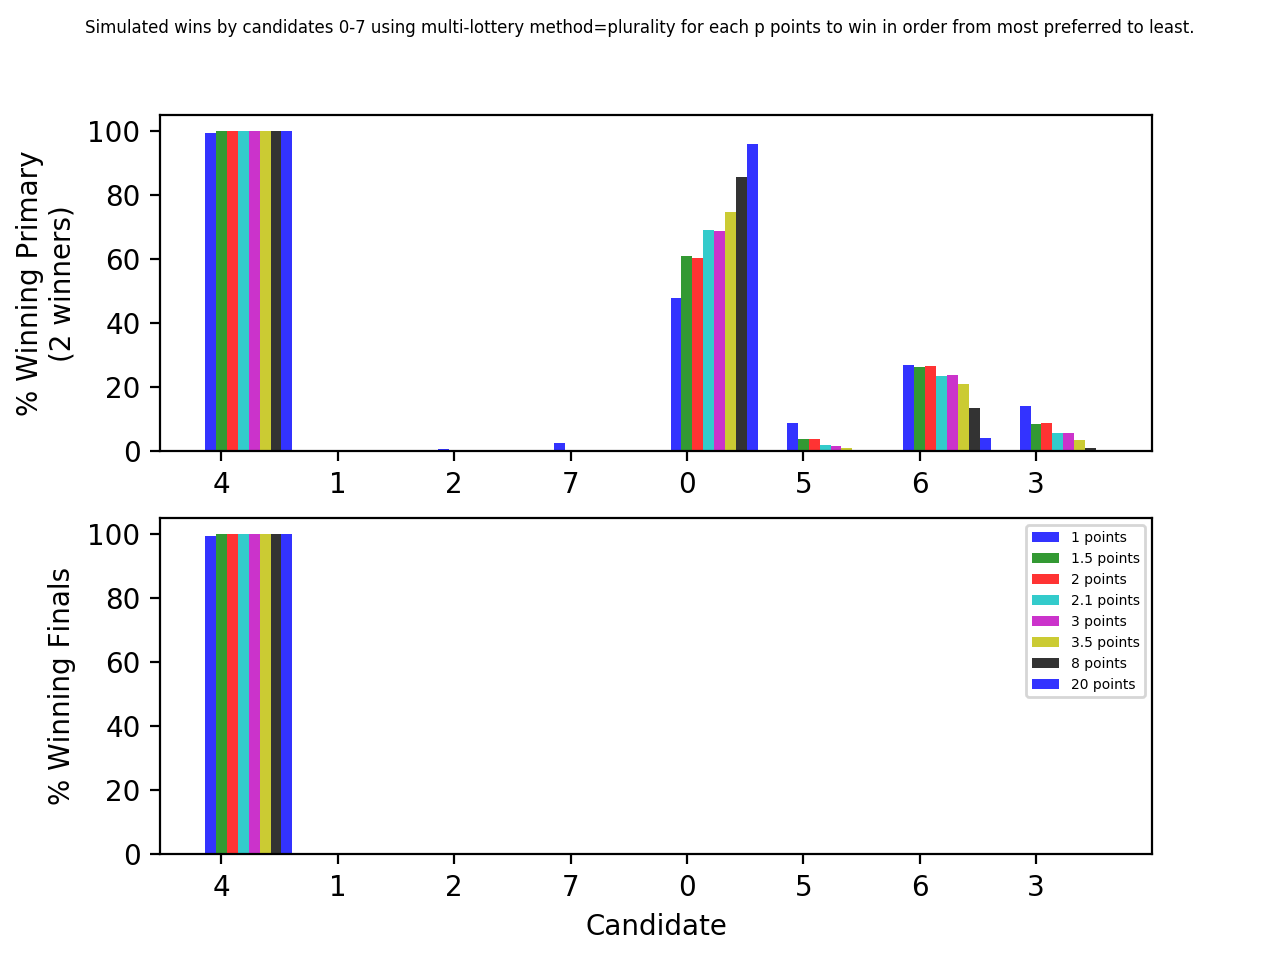 Simulated wins by candidates 0-7 using multi-lottery method=plurality for each p points to win in order from most preferred to least.
% Winning Primary
(2 winners)
100
80
60
40
20
0
4 1 2 7 0 5 6 3
% Winning Finals
100
80
60
40
20
0
1 points
1.5 points
2 points
2.1 points
3 points
3.5 points
8 points
20 points
4 1 2 7 0 5 6 3
Candidate